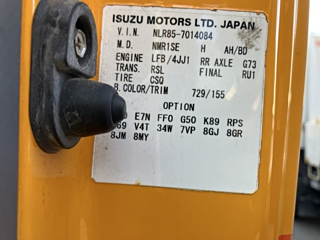 ISUZU MOTORS LTD. JAPAN
V.I.N. NLR85-7014084
M.D. NMR1SE H AH/BD
ENGINE LFB/4JJ1 RR AXLE G73
TRANS. RSL FINAL RU1
TIRE CSQ
B.COLOR/TRIM 729/155
OPTION
E7N FFO G50 K89 RPS
V4T 34W 7VP 8GJ 8GR
8JM 8MY